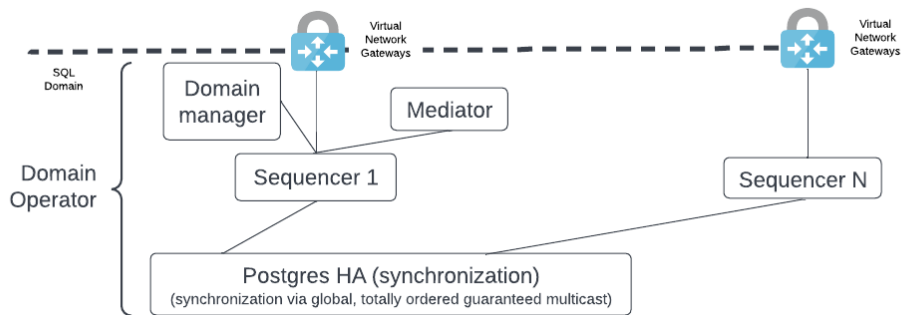 Virtual
Network
Gateways
Virtual
Network
Gateways
SQL
Domain
Domain
manager
Mediator
Domain
Operator
Sequencer 1
Sequencer N
Postgres HA (synchronization)
(synchronization via global, totally ordered guaranteed multicast)